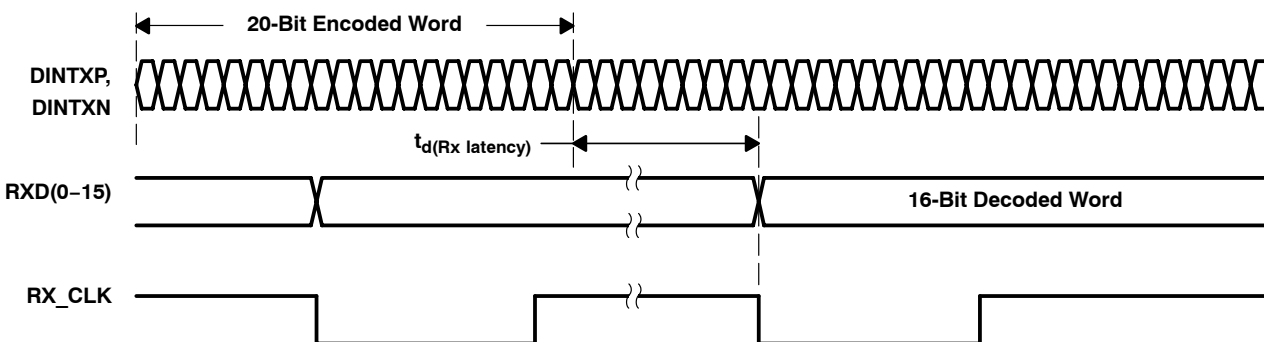 20-Bit Encoded Word
DINTXP,
DINTXN
td(Rx latency)
RXD(0−15)
16-Bit Decoded Word
RX_CLK